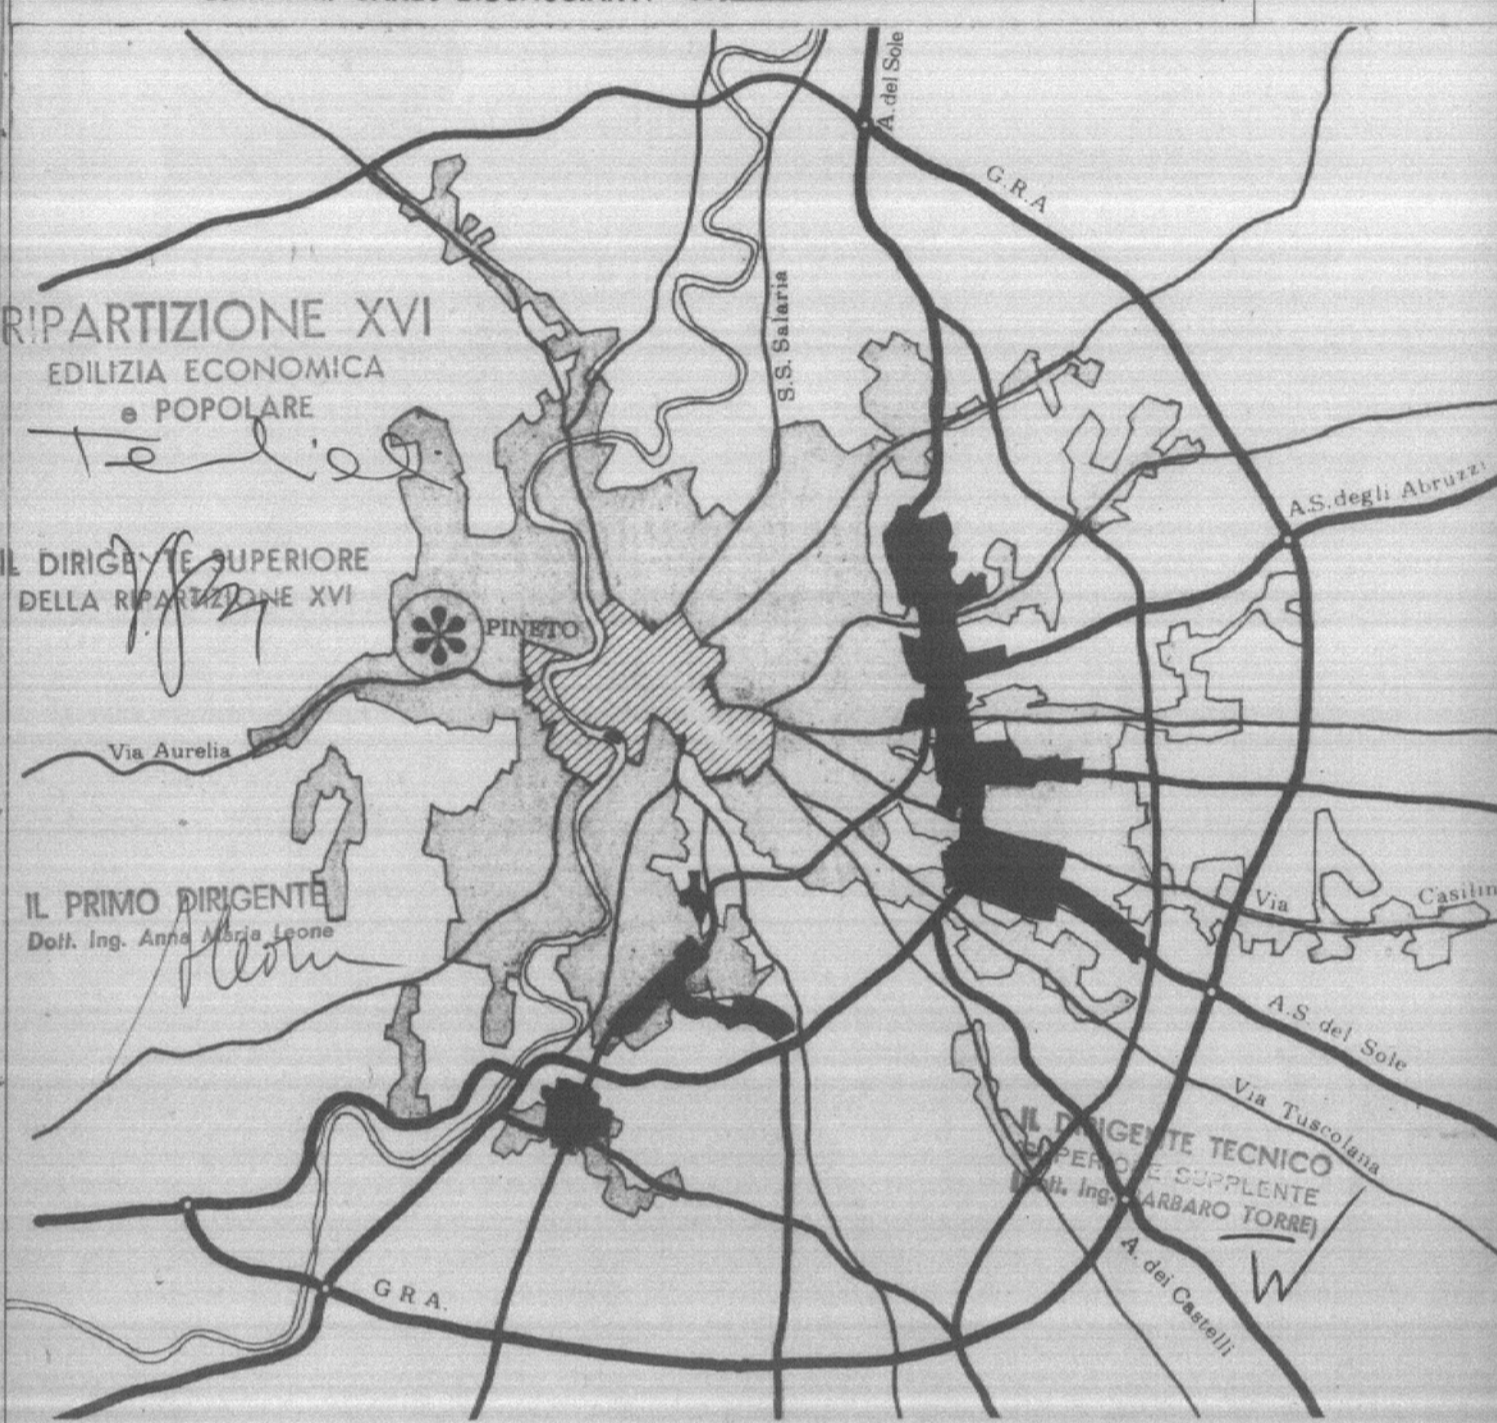 A. del Sole
G.R.A
S.S. Salaria
RIPARTIZIONE XVI
EDILIZIA ECONOMICA
e POPOLARE
A.S. degli Abruzzi
IL DIRIGENTE SUPERIORE
DELLA RIPARTIZIONE XVI
PINETO
Via Aurelia
IL PRIMO DIRIGENTE
Dott. Ing. Anna Maria Leone
Via Casilin
A.S. del Sole
Via Tuscolana
IL DIRIGENTE TECNICO
SUPERIORE SUPPLENTE
(Dott. Ing. BARBARO TORRE)
A. dei Castelli
G R A.